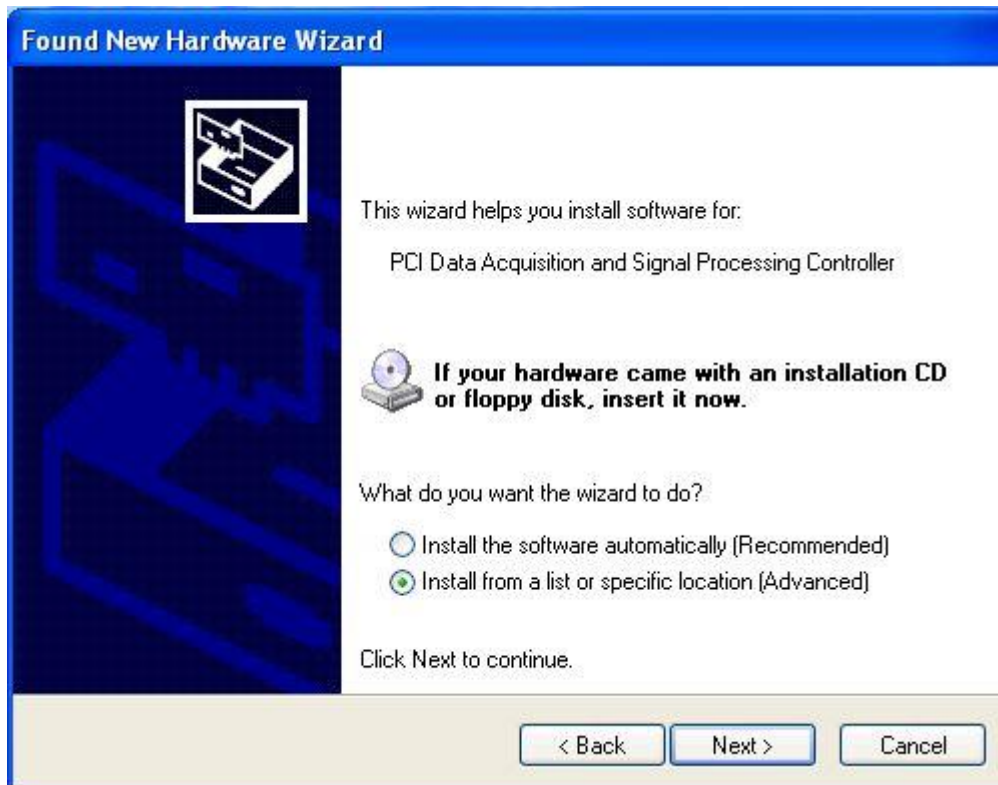 Found New Hardware Wizard
This wizard helps you install software for:
PCI Data Acquisition and Signal Processing Controller
If your hardware came with an installation CD
or floppy disk, insert it now.
What do you want the wizard to do?
Install the software automatically (Recommended)
Install from a list or specific location (Advanced)
Click Next to continue.
< Back Next > Cancel